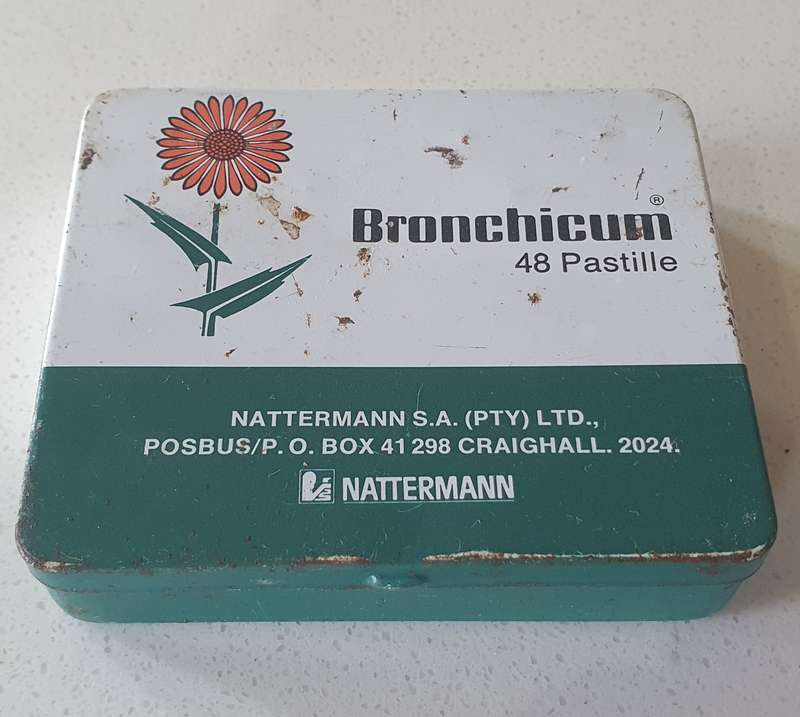 Bronchicum®
48 Pastille
NATTERMANN S.A. (PTY) LTD.,
POSBUS/P. O. BOX 41 298 CRAIGHALL. 2024.
NATTERMANN